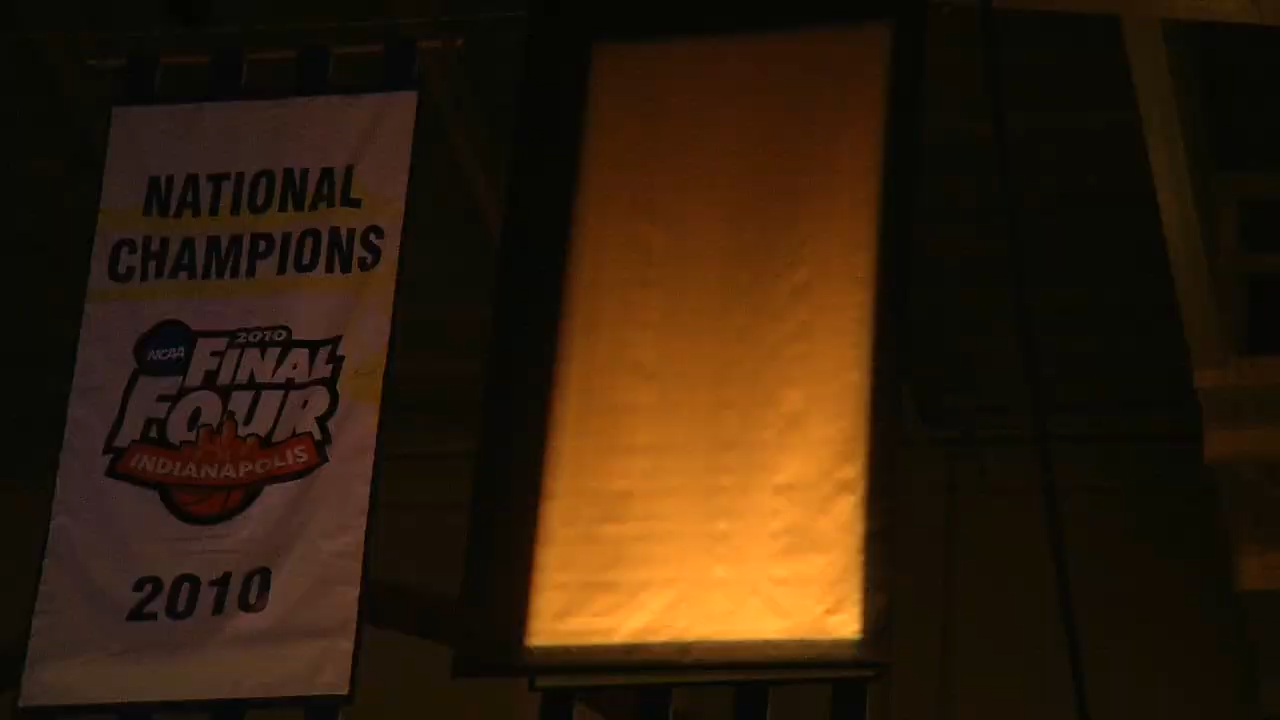 NATIONAL
CHAMPIONS
NCAA
2010
FINAL
FOUR
INDIANAPOLIS
2010